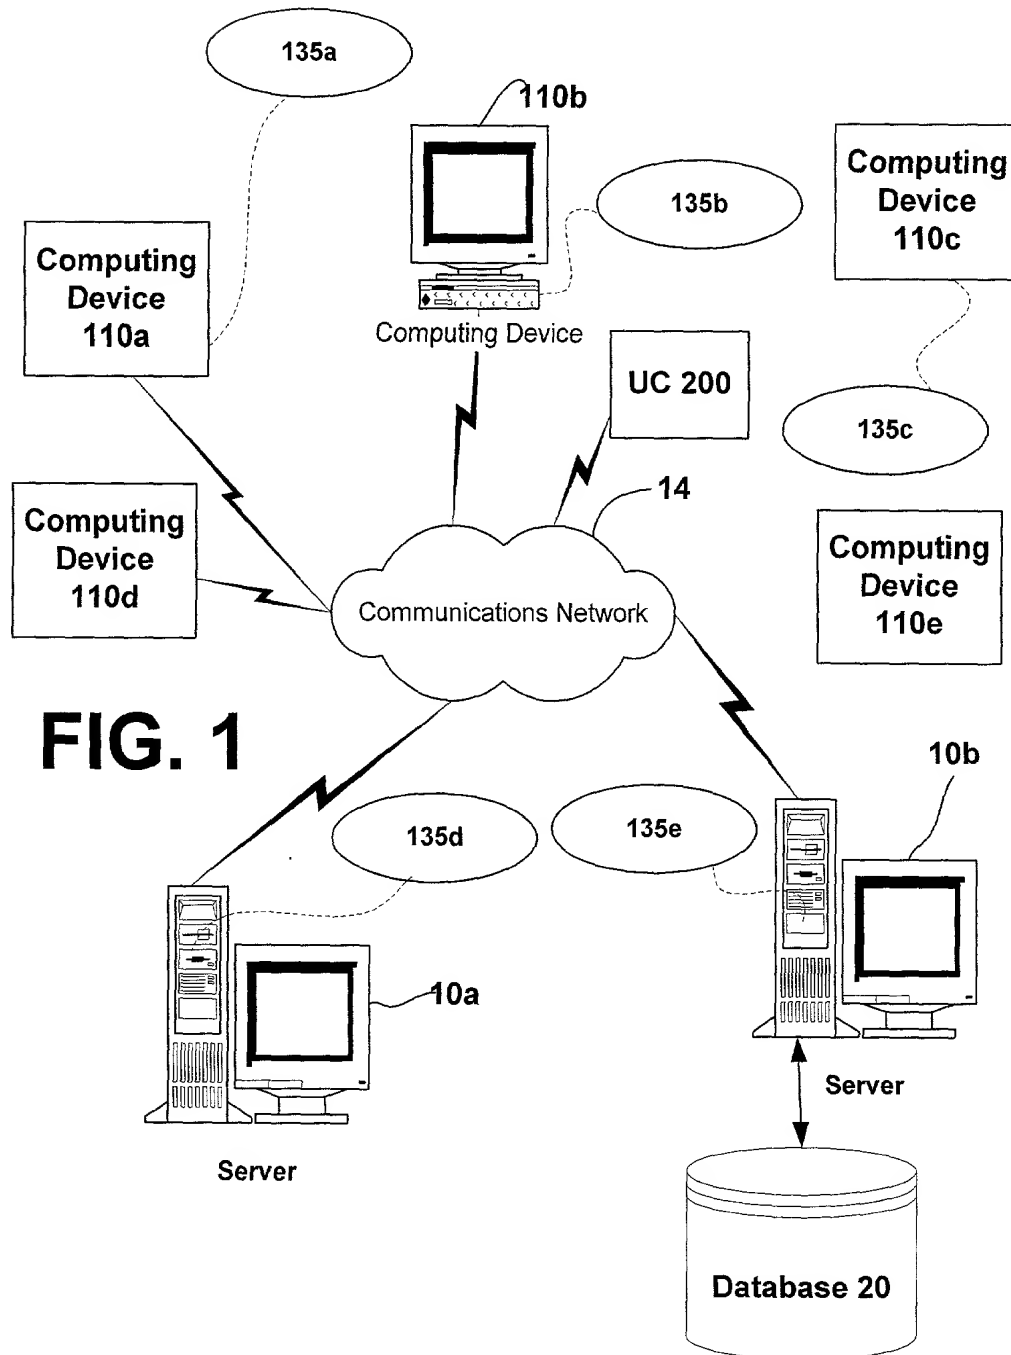 135a
110b
Computing
Device
110c
135b
Computing
Device
110a
Computing Device
UC 200
135c
14
Computing
Device
110d
Computing
Device
110e
Communications Network
FIG. 1
10b
135d
135e
10a
Server
Server
Database 20